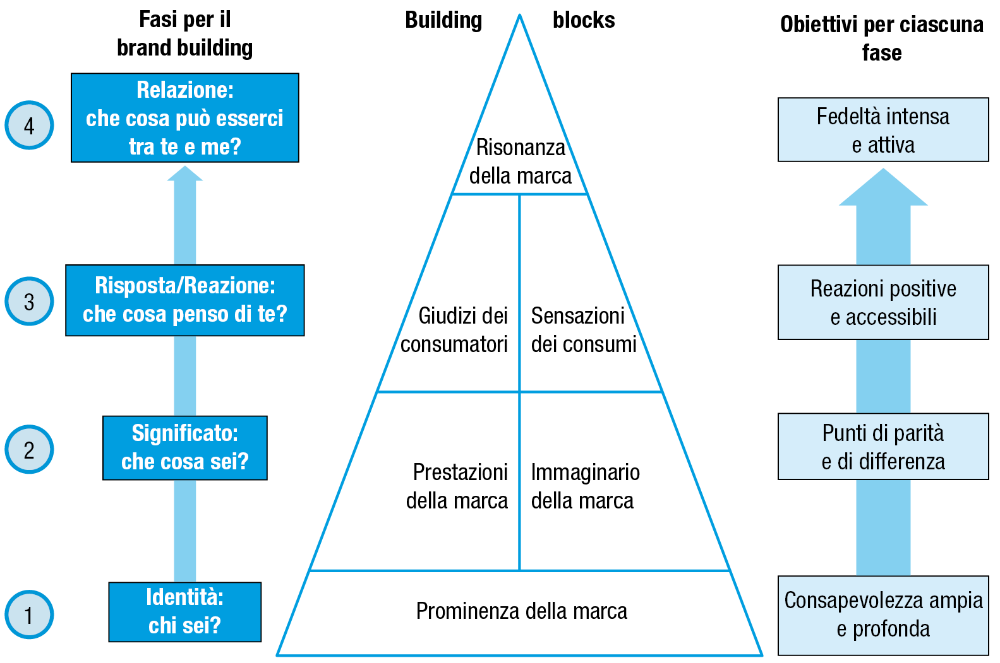 Fasi per il
brand building
Building blocks
Obiettivi per ciascuna
fase
4
Relazione:
che cosa può esserci
tra te e me?
Risonanza
della marca
Fedeltà intensa
e attiva
3
Risposta/Reazione:
che cosa penso di te?
Giudizi dei
consumatori
Sensazioni
dei consumi
Reazioni positive
e accessibili
2
Significato:
che cosa sei?
Prestazioni
della marca
Immaginario
della marca
Punti di parità
e di differenza
1
Identità:
chi sei?
Prominenza della marca
Consapevolezza ampia
e profonda